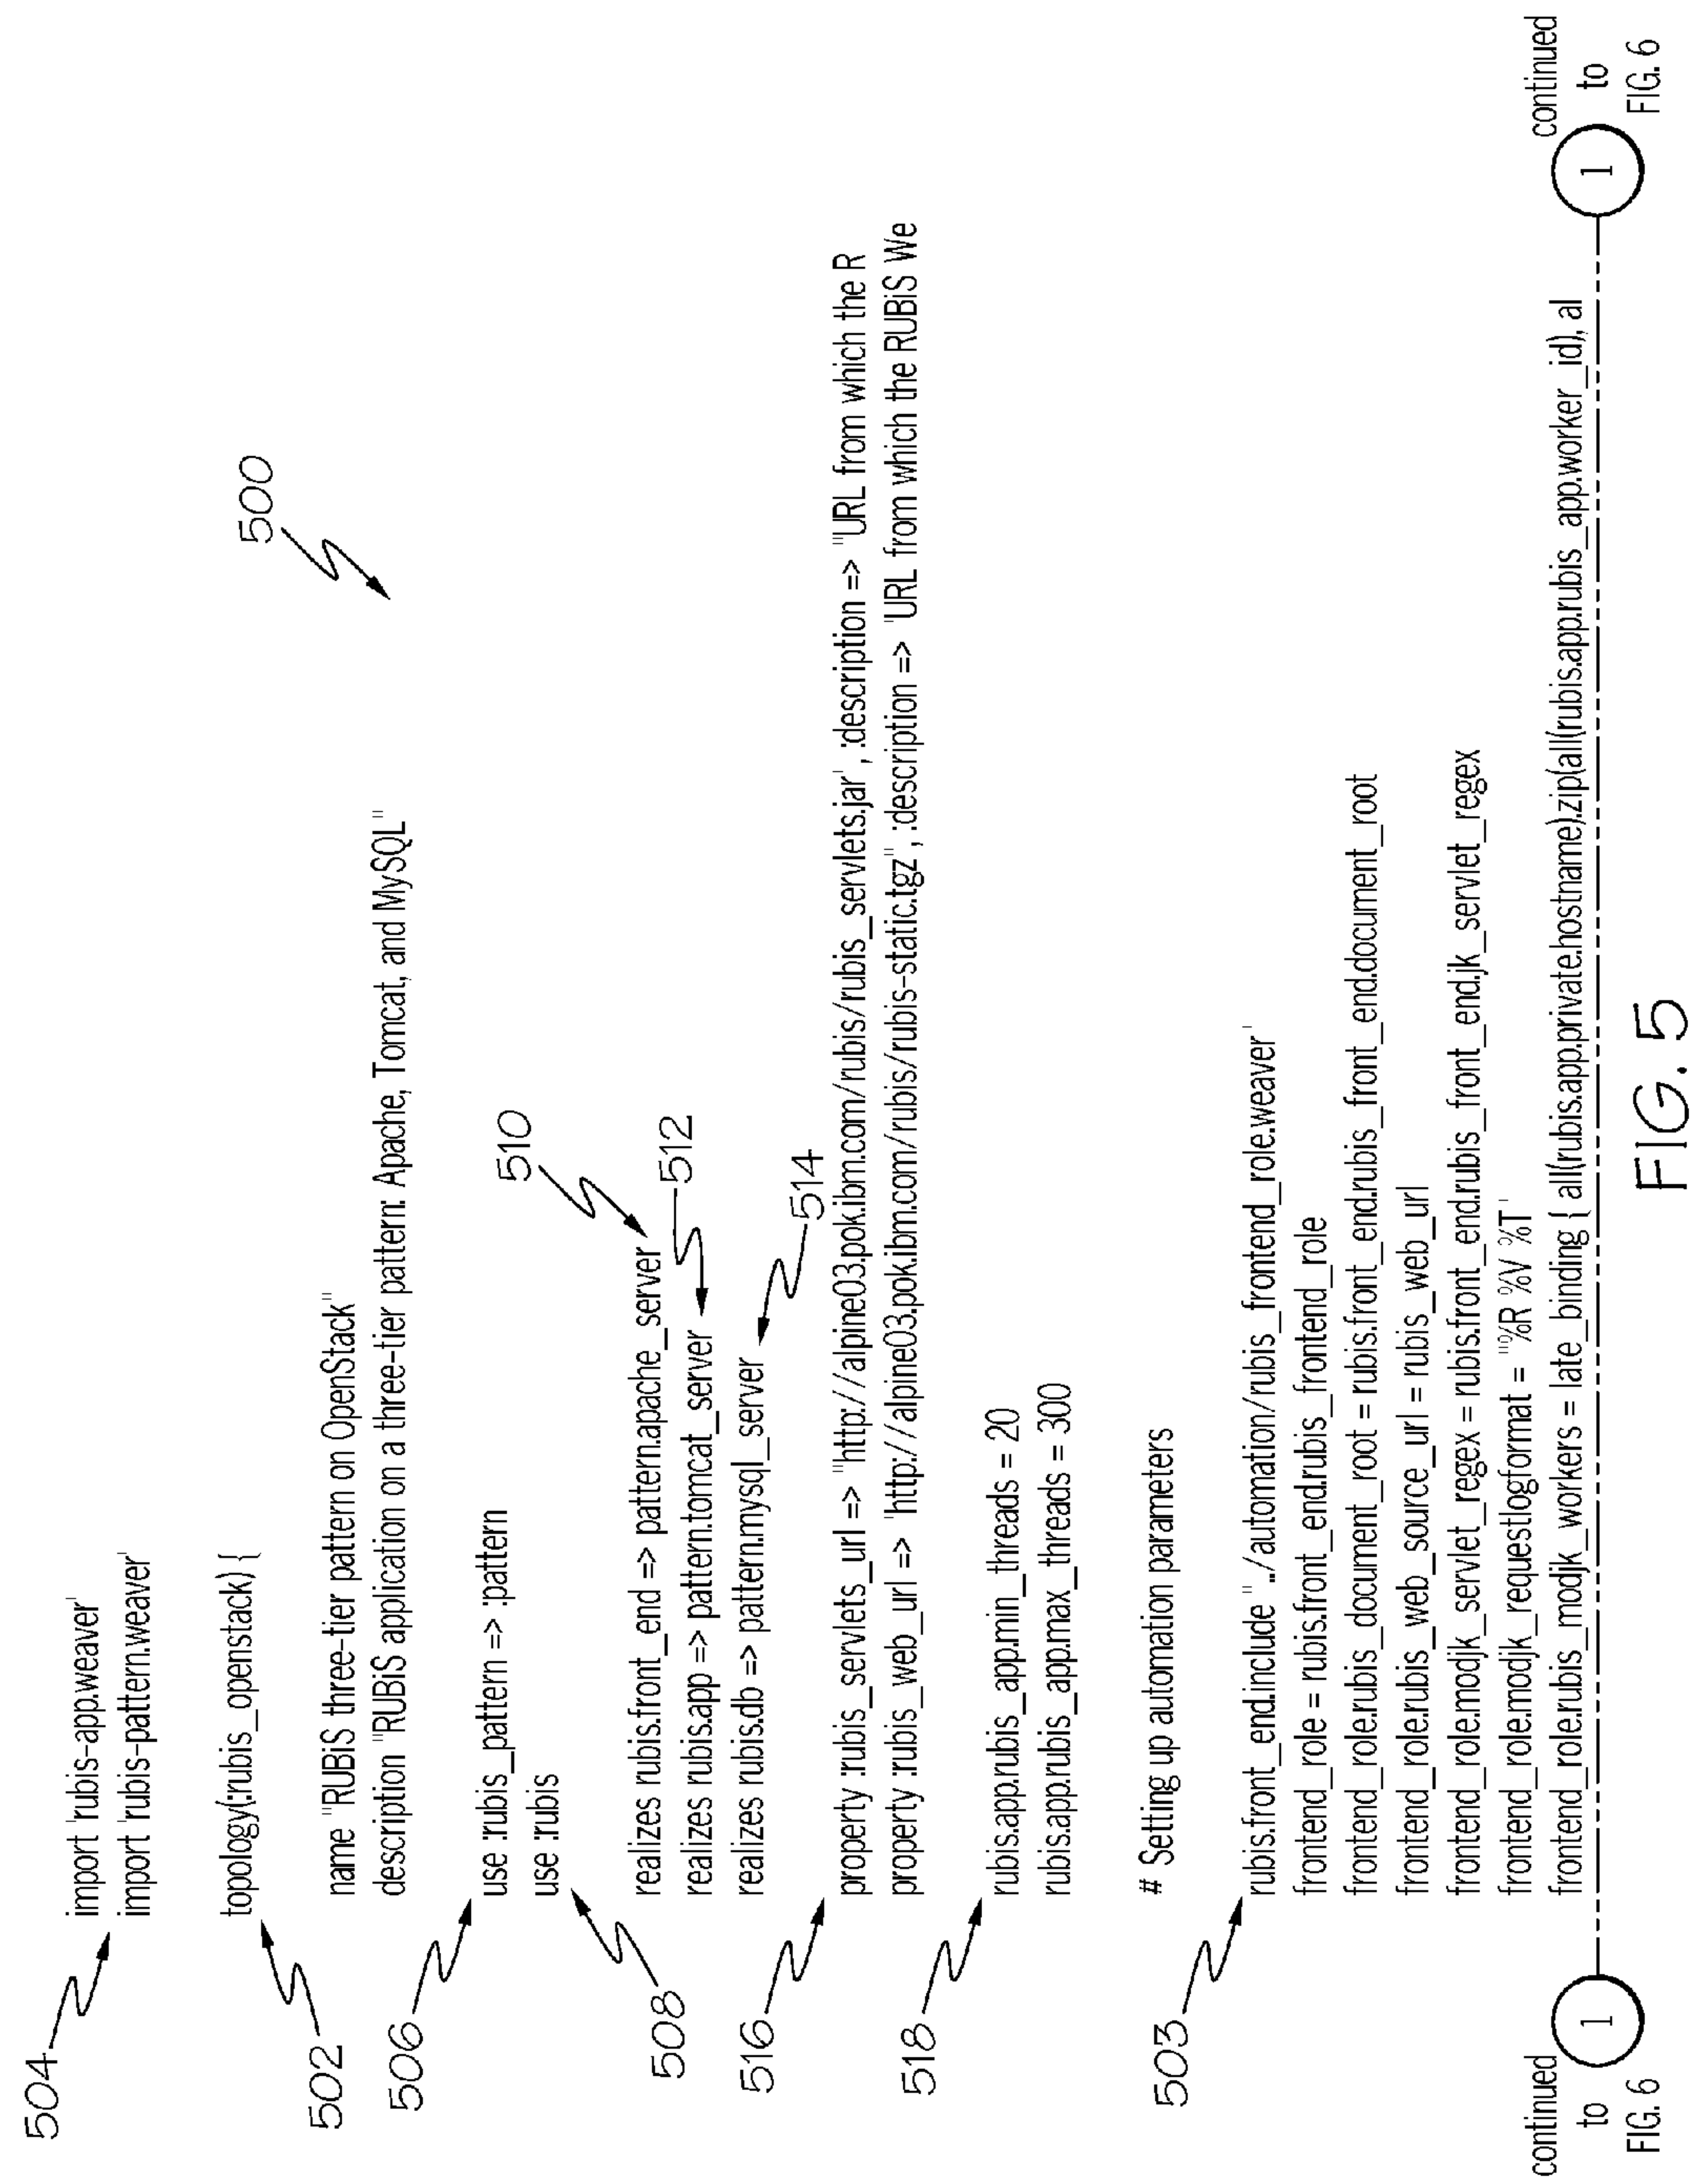 500
504
import 'rubis-app.weaver'
import 'rubis-pattern.weaver'
502
topology(:rubis_openstack) {
name "RUBiS three-tier pattern on OpenStack"
description "RUBiS application on a three-tier pattern: Apache, Tomcat, and MySQL"
506
use :rubis_pattern => :pattern
use :rubis
508
realizes rubis.front_end => pattern.apache_server
510
realizes rubis.app => pattern.tomcat_server
512
realizes rubis.db => pattern.mysql_server
514
516
property :rubis_servlets_url => "http://alpine03.pok.ibm.com/rubis/rubis_servlets.jar', :description => "URL from which the R
property :rubis_web_url => 'http://alpine03.pok.ibm.com/rubis/rubis-static.tgz", :description => 'URL from which the RUBiS We
518
rubis.app.rubis_app.min_threads = 20
rubis.app.rubis_app.max_threads = 300
# Setting up automation parameters
503
rubis.front_end.include "../automation/rubis_frontend_role.weaver'
frontend_role = rubis.front_end.rubis_frontend_role
frontend_role.rubis_document_root = rubis.front_end.rubis_front_end.document_root
frontend_role.rubis_web_source_url = rubis_web_url
frontend_role.modjk_servlet_regex = rubis.front_end.rubis_front_end.jk_servlet_regex
frontend_role.modjk_requestlogformat = "%R %V %T'
frontend_role.rubis_modjk_workers = late_binding { all(rubis.app.private.hostname).zip(all(rubis.app.rubis_app.worker_id), al
continued
to
FIG. 6
1
1
continued
to
FIG. 6
FIG. 5